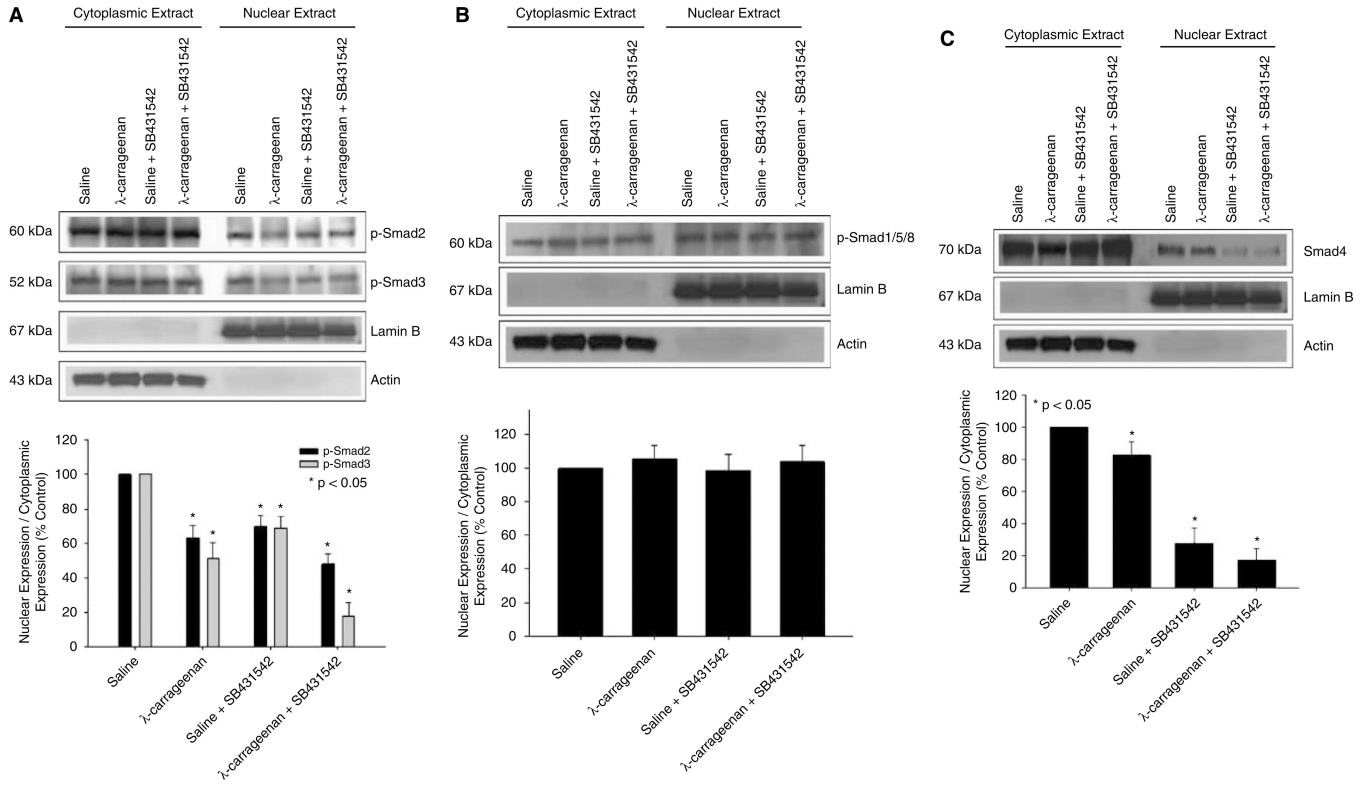 A
Cytoplasmic Extract
Nuclear Extract
Saline
λ-carrageenan
Saline + SB431542
λ-carrageenan + SB431542
Saline
λ-carrageenan
Saline + SB431542
λ-carrageenan + SB431542
60 kDa
p-Smad2
52 kDa
p-Smad3
67 kDa
Lamin B
43 kDa
Actin
Nuclear Expression / Cytoplasmic
Expression (% Control)
120
100
80
60
40
20
0
p-Smad2
p-Smad3
* p < 0.05
* * * * * *
Saline
λ-carrageenan
Saline + SB431542
λ-carrageenan + SB431542
B
Cytoplasmic Extract
Nuclear Extract
Saline
λ-carrageenan
Saline + SB431542
λ-carrageenan + SB431542
Saline
λ-carrageenan
Saline + SB431542
λ-carrageenan + SB431542
60 kDa
p-Smad1/5/8
67 kDa
Lamin B
43 kDa
Actin
Nuclear Expression / Cytoplasmic
Expression (% Control)
120
100
80
60
40
20
0
Saline
λ-carrageenan
Saline + SB431542
λ-carrageenan + SB431542
C
Cytoplasmic Extract
Nuclear Extract
Saline
λ-carrageenan
Saline + SB431542
λ-carrageenan + SB431542
Saline
λ-carrageenan
Saline + SB431542
λ-carrageenan + SB431542
70 kDa
Smad4
67 kDa
Lamin B
43 kDa
Actin
Nuclear Expression / Cytoplasmic
Expression (% Control)
120
100
80
60
40
20
0
* p < 0.05
* * *
Saline
λ-carrageenan
Saline + SB431542
λ-carrageenan + SB431542